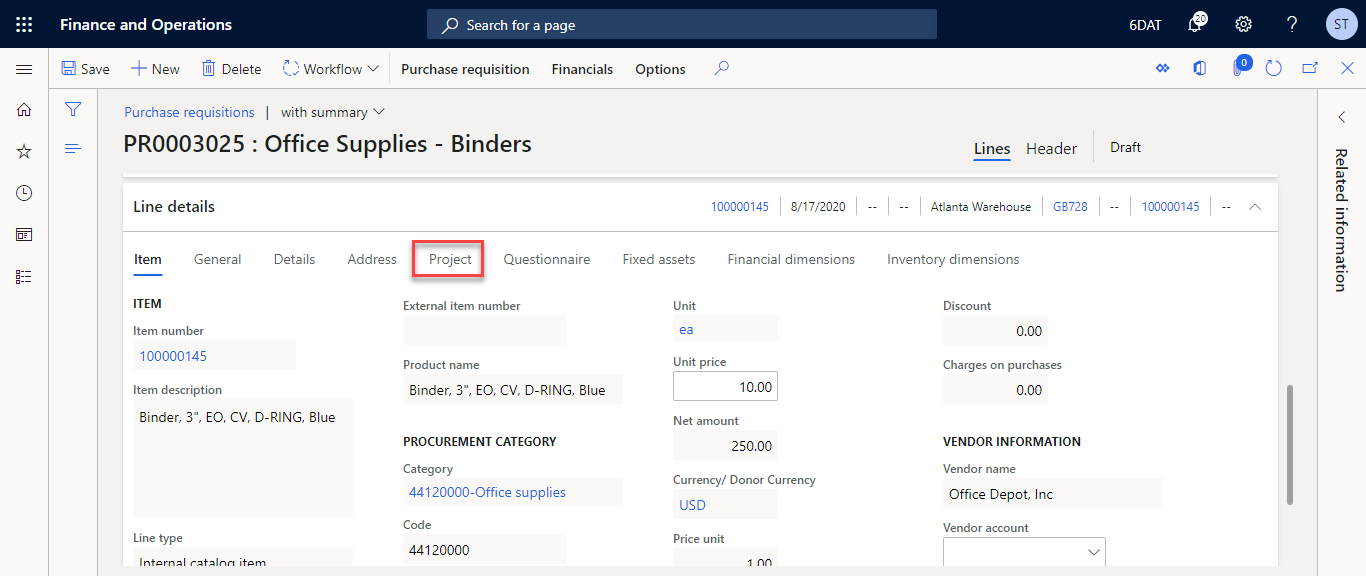 Finance and Operations
Search for a page
6DAT
20
ST
Save
New
Delete
Workflow
Purchase requisition
Financials
Options
0
Purchase requisitions | with summary
PR0003025 : Office Supplies - Binders
Lines
Header
Draft
Related information
Line details
100000145
8/17/2020
--
--
Atlanta Warehouse
GB728
--
100000145
--
Item
General
Details
Address
Project
Questionnaire
Fixed assets
Financial dimensions
Inventory dimensions
ITEM
Item number
100000145
Item description
Binder, 3", EO, CV, D-RING, Blue
Line type
Internal catalog item
External item number
Product name
Binder, 3", EO, CV, D-RING, Blue
PROCUREMENT CATEGORY
Category
44120000-Office supplies
Code
44120000
Unit
ea
Unit price
10.00
Net amount
250.00
Currency/ Donor Currency
USD
Price unit
1.00
Discount
0.00
Charges on purchases
0.00
VENDOR INFORMATION
Vendor name
Office Depot, Inc
Vendor account